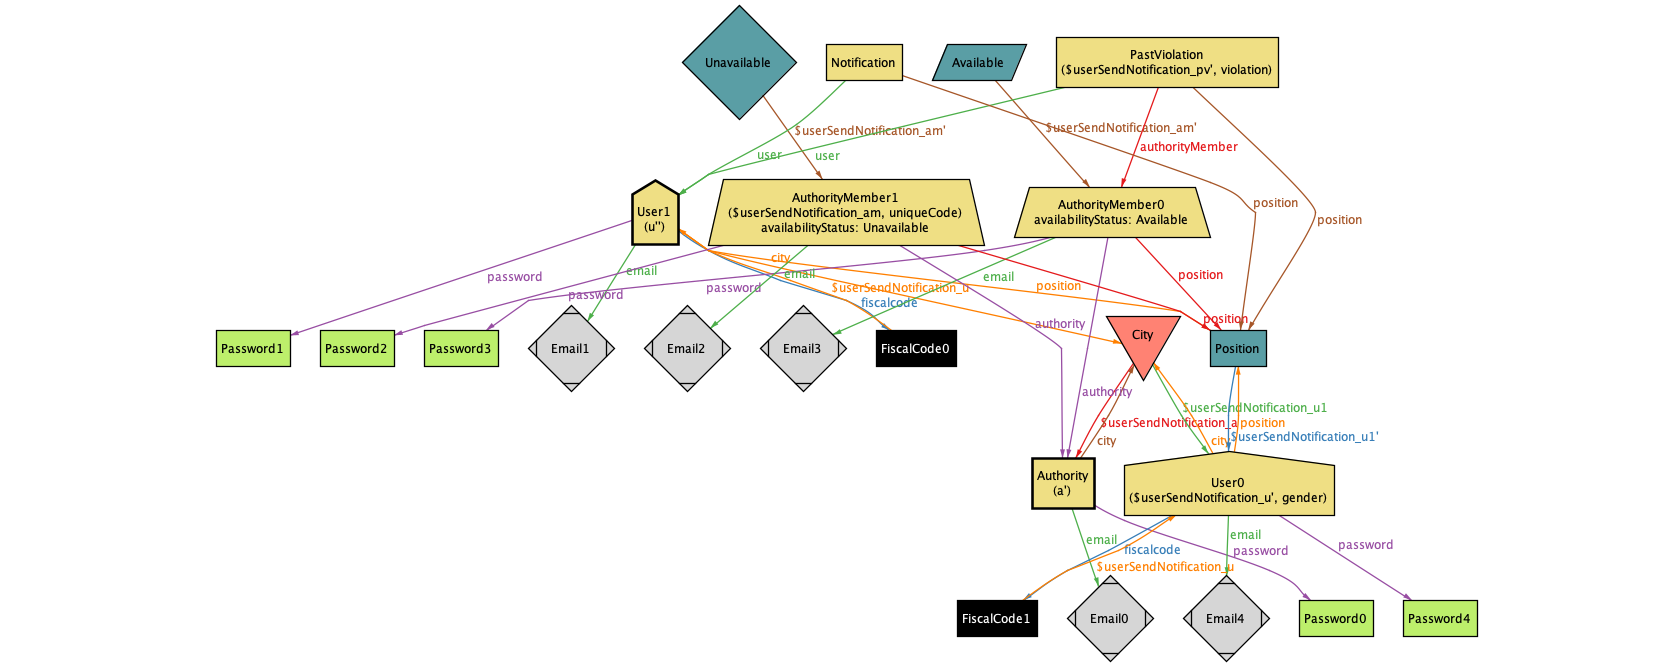 Unavailable
Notification
Available
PastViolation
($userSendNotification_pv', violation)
$userSendNotification_am'
$userSendNotification_am'
authorityMember
user
user
User1
(u'')
AuthorityMember1
($userSendNotification_am, uniqueCode)
availabilityStatus: Unavailable
AuthorityMember0
availabilityStatus: Available
position
position
password
email
city
email
email
position
password
password
$userSendNotification_u
position
fiscalcode
authority
position
Password1
Password2
Password3
Email1
Email2
Email3
FiscalCode0
City
Position
authority
$userSendNotification_u1
$userSendNotification_a
position
city
city
$userSendNotification_u1'
Authority
(a')
User0
($userSendNotification_u', gender)
email
fiscalcode
email
password
password
$userSendNotification_u
FiscalCode1
Email0
Email4
Password0
Password4